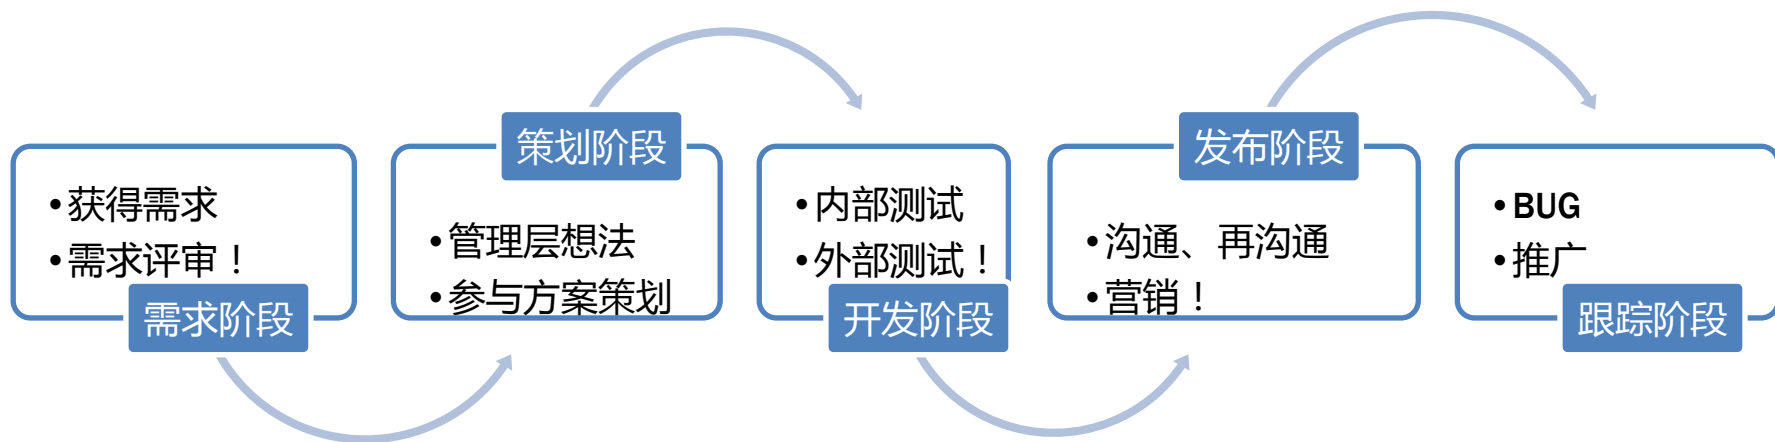 •获得需求
•需求评审！
需求阶段
策划阶段
•管理层想法
•参与方案策划
•内部测试
•外部测试！
开发阶段
发布阶段
•沟通、再沟通
•营销！
•BUG
•推广
跟踪阶段